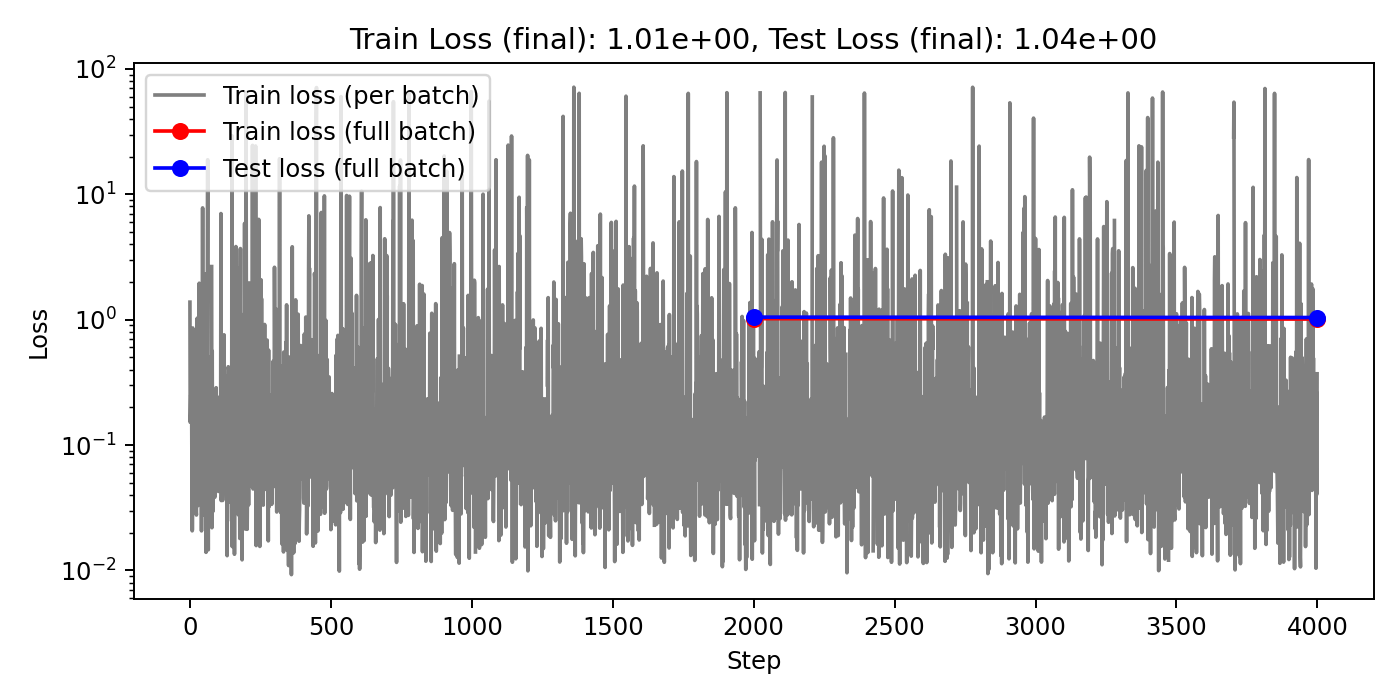 Train Loss (final): 1.01e+00, Test Loss (final): 1.04e+00
Train loss (per batch)
Train loss (full batch)
Test loss (full batch)
Loss
10²
10¹
10⁰
10⁻¹
10⁻²
0 500 1000 1500 2000 2500 3000 3500 4000
Step